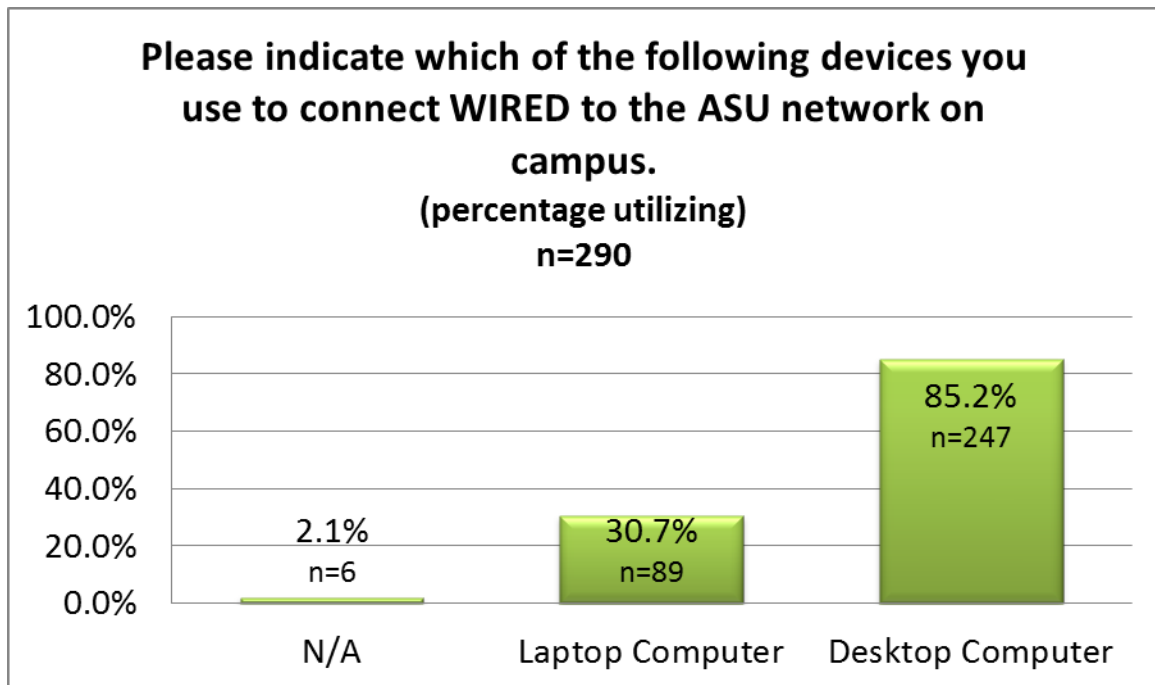 Please indicate which of the following devices you
use to connect WIRED to the ASU network on
campus.
(percentage utilizing)
n=290
100.0%
80.0%
60.0%
40.0%
20.0%
0.0%
2.1%
n=6
30.7%
n=89
85.2%
n=247
N/A
Laptop Computer
Desktop Computer